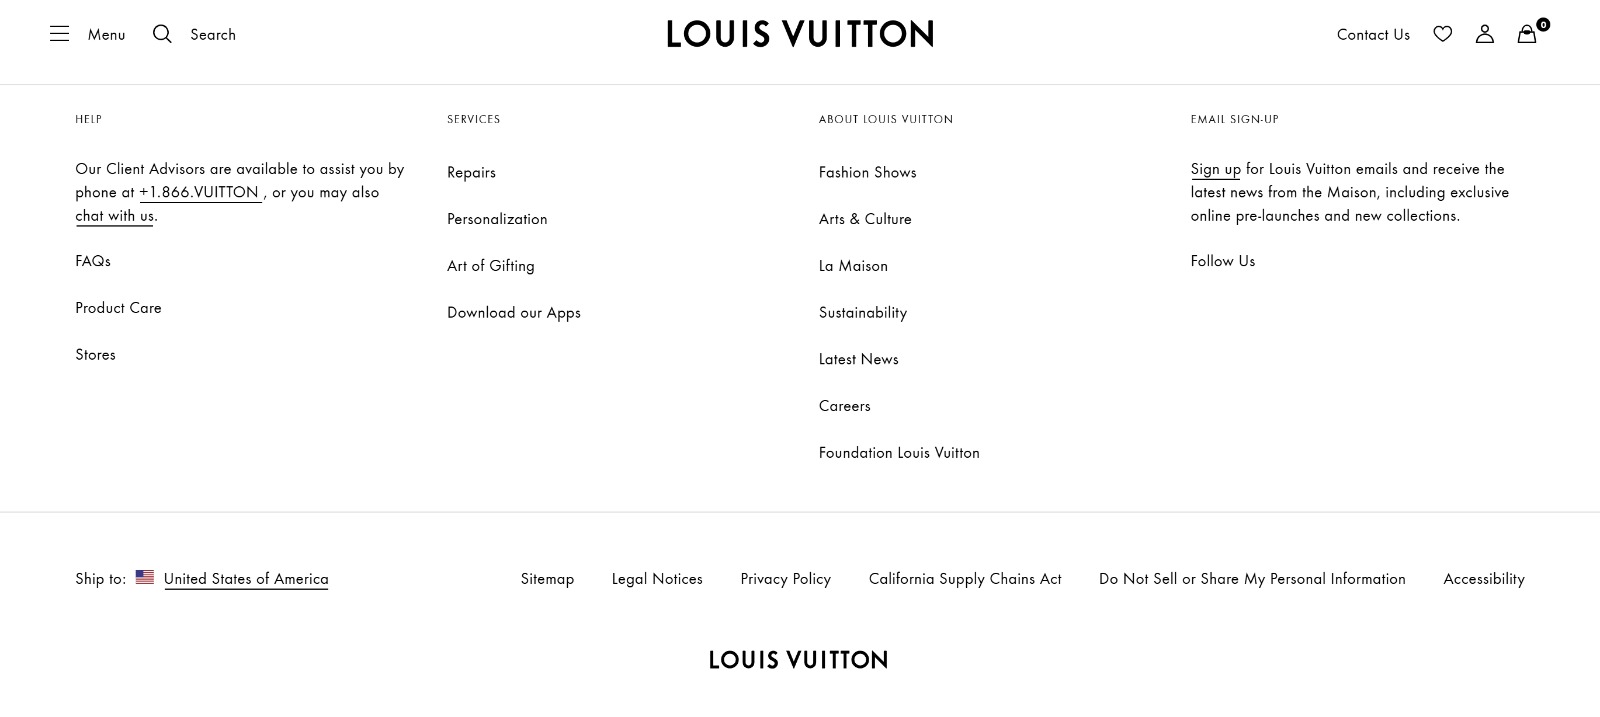 Menu
Search
LOUIS VUITTON
Contact Us
0
HELP
Our Client Advisors are available to assist you by
phone at +1.866.VUITTON , or you may also
chat with us.
FAQs
Product Care
Stores
SERVICES
Repairs
Personalization
Art of Gifting
Download our Apps
ABOUT LOUIS VUITTON
Fashion Shows
Arts & Culture
La Maison
Sustainability
Latest News
Careers
Foundation Louis Vuitton
EMAIL SIGN-UP
Sign up for Louis Vuitton emails and receive the
latest news from the Maison, including exclusive
online pre-launches and new collections.
Follow Us
Ship to: United States of America
Sitemap
Legal Notices
Privacy Policy
California Supply Chains Act
Do Not Sell or Share My Personal Information
Accessibility
LOUIS VUITTON